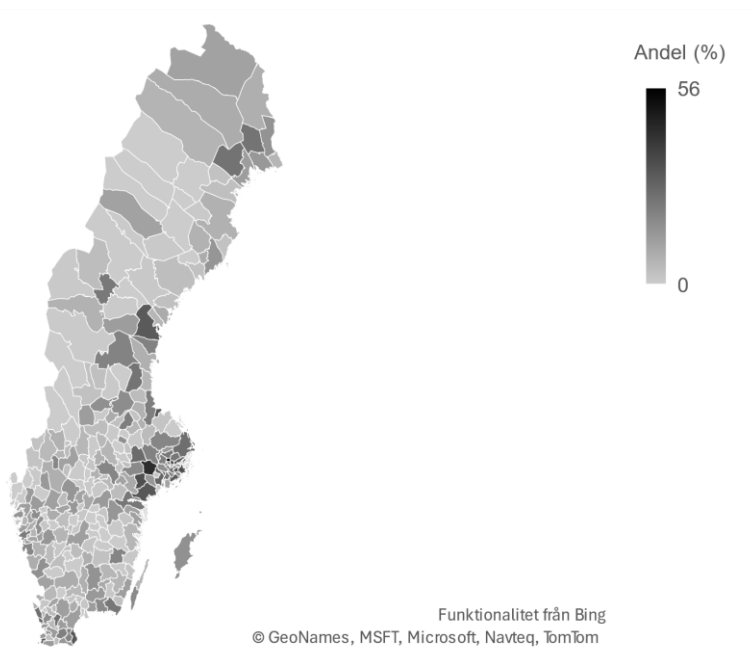 Andel (%)
56
0
Funktionalitet från Bing
© GeoNames, MSFT, Microsoft, Navteq, TomTom